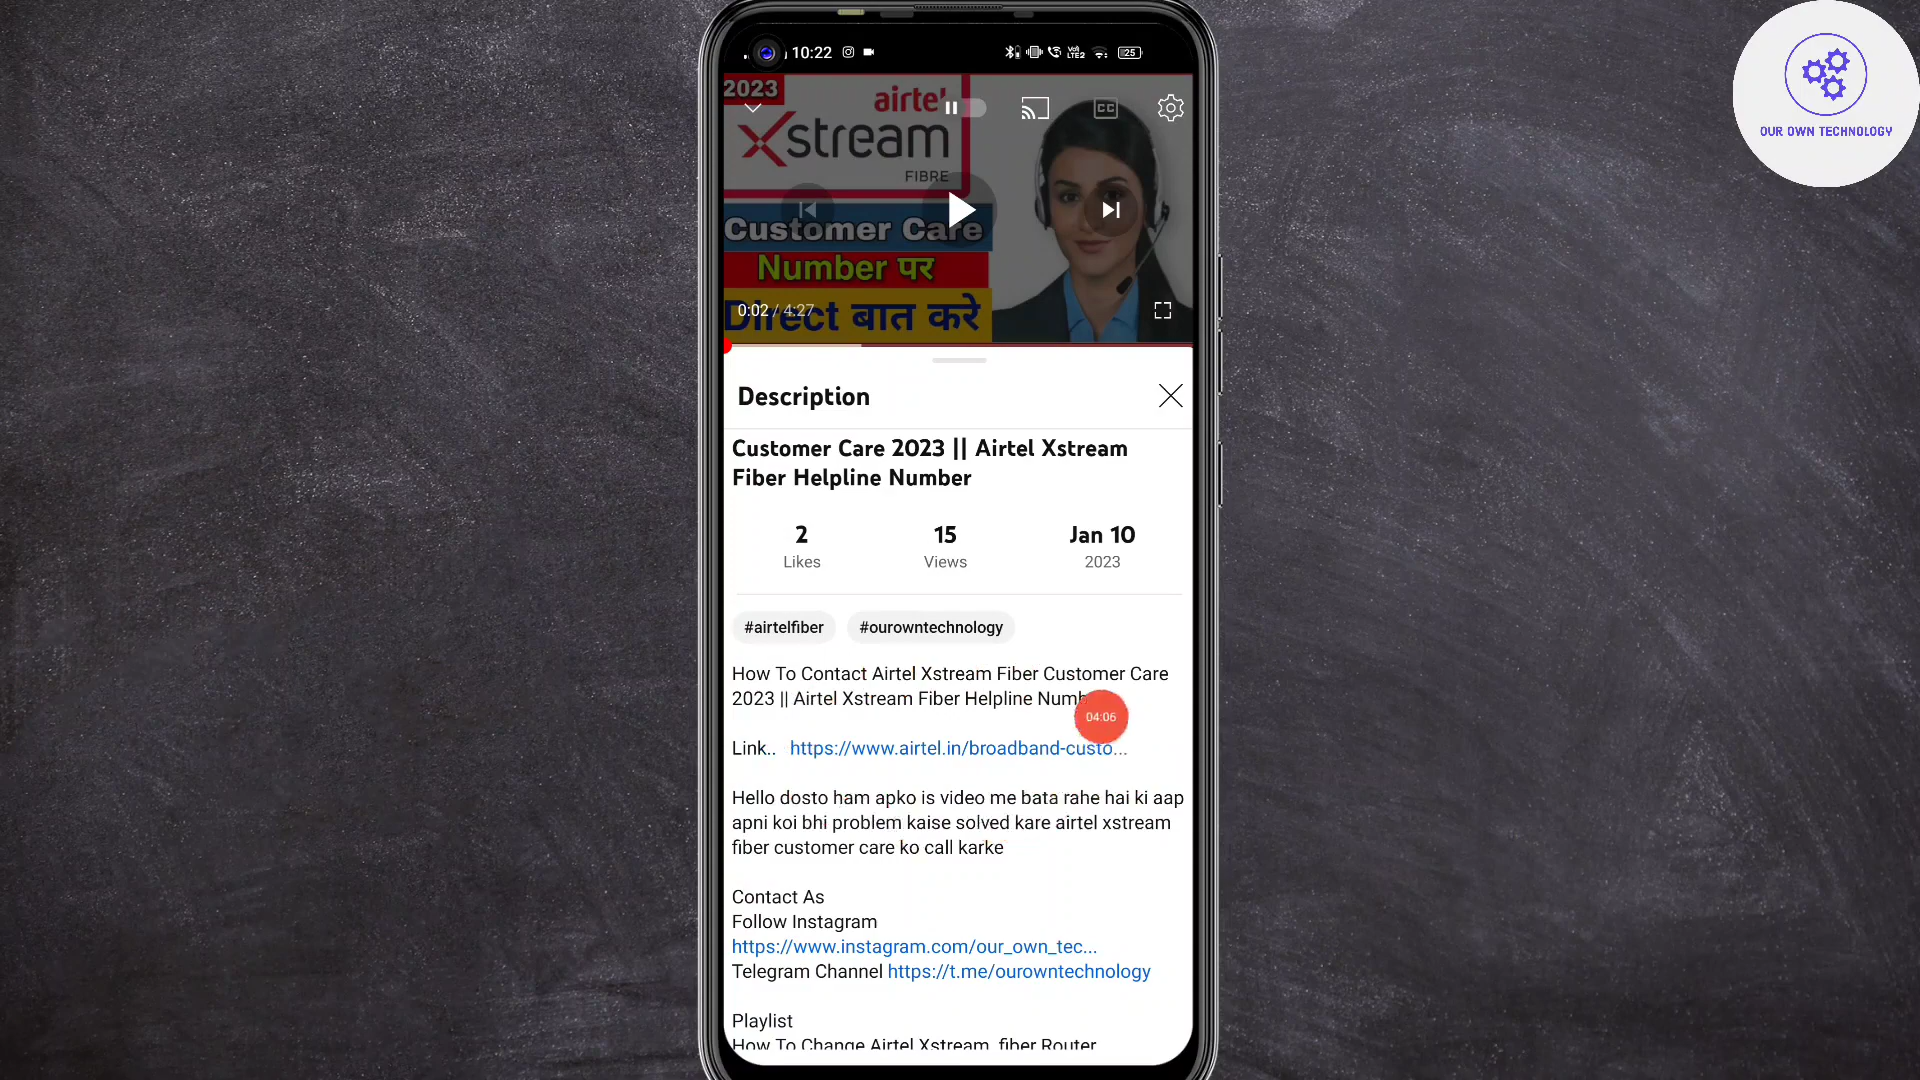 10:22
VoI
LTE2
25
2023
airtel
Xstream
FIBRE
CC
Customer Care
Number पर
Direct बात करे
0:02 / 4:27
OUR OWN TECHNOLOGY
Description
Customer Care 2023 || Airtel Xstream
Fiber Helpline Number
2
15
Jan 10
Likes
Views
2023
#airtelfiber
#ourowntechnology
How To Contact Airtel Xstream Fiber Customer Care
2023 || Airtel Xstream Fiber Helpline Numb
04:06
Link.. https://www.airtel.in/broadband-custo...
Hello dosto ham apko is video me bata rahe hai ki aap
apni koi bhi problem kaise solved kare airtel xstream
fiber customer care ko call karke
Contact As
Follow Instagram
https://www.instagram.com/our_own_tec...
Telegram Channel https://t.me/ourowntechnology
Playlist
How To Change Airtel Xstream fiber Router